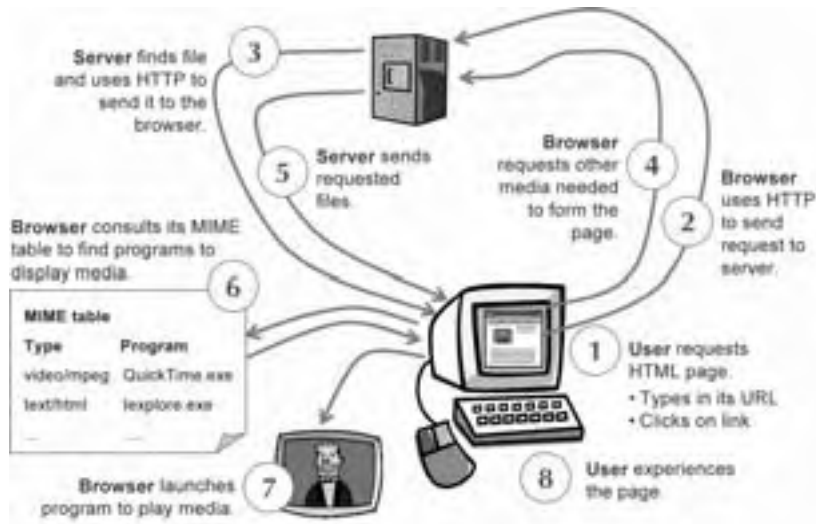 3
Server finds file
and uses HTTP to
send it to the
browser.
5
Server sends
requested
files.
Browser
requests other
media needed
to form the
page.
4
2
Browser
uses HTTP
to send
request to
server.
Browser consults its MIME
table to find programs to
display media.
6
MIME table
Type Program
video/mpeg QuickTime.exe
text/html Iexplore.exe
... ...
1
User requests
HTML page.
• Types in its URL
• Clicks on link
7
Browser launches
program to play media.
8
User experiences
the page.